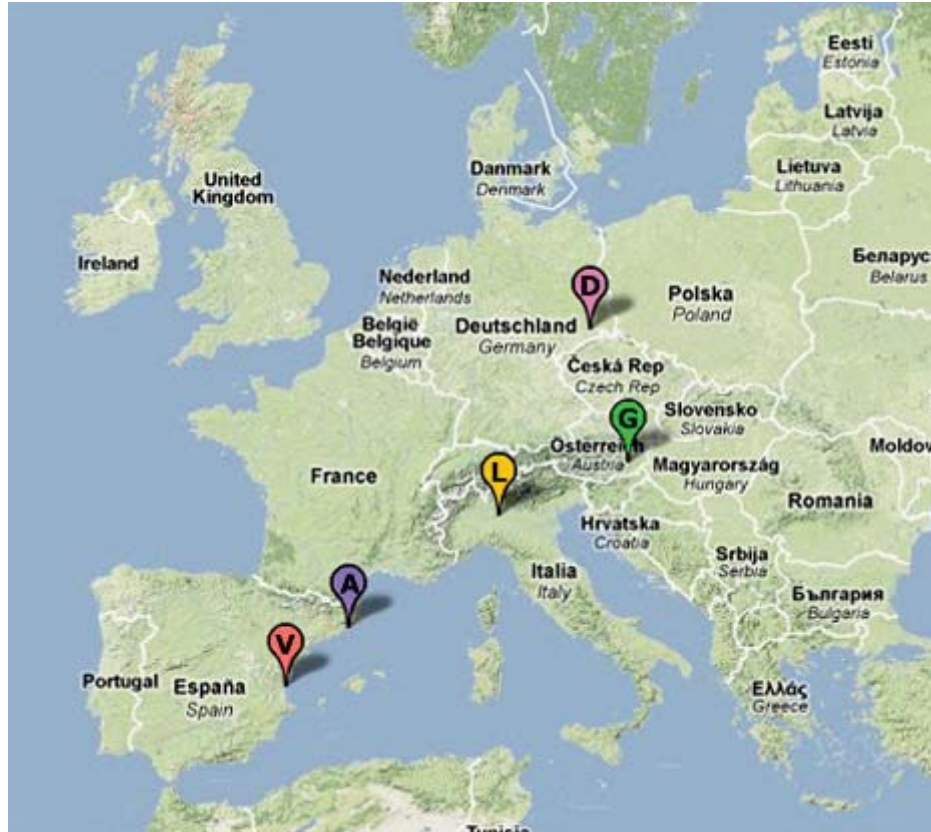 Eesti
Estonia
Latvija
Latvia
Danmark
Denmark
Lietuva
Lithuania
United
Kingdom
Ireland
Беларус
Belarus
Nederland
Netherlands
D
Polska
Poland
België
Belgique
Belgium
Deutschland
Germany
Česká Rep
Czech Rep
G
Slovensko
Slovakia
Österreich
Austria
Moldov
France
L
Magyarország
Hungary
Romania
Hrvatska
Croatia
Srbija
Serbia
Italia
Italy
A
България
Bulgaria
V
Portugal
España
Spain
Ελλάς
Greece
Tunisia